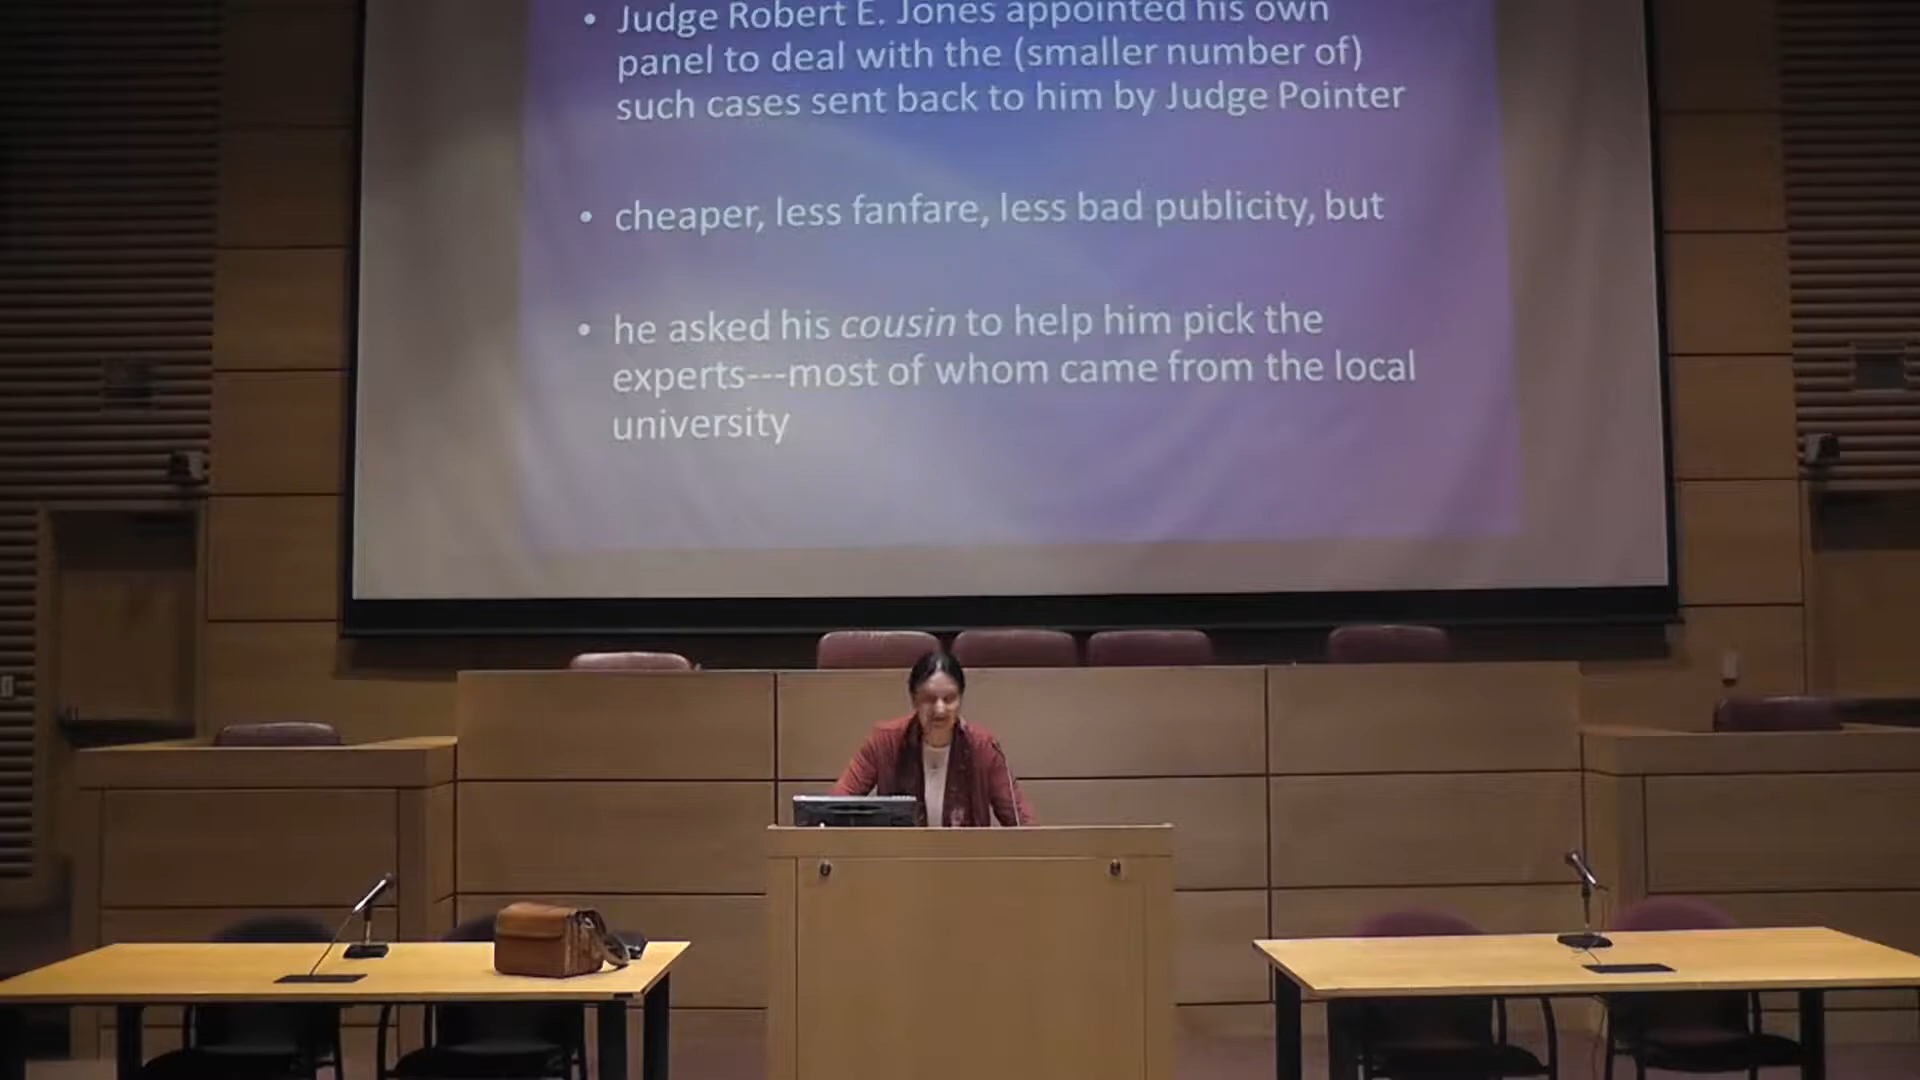 • Judge Robert E. Jones appointed his own
panel to deal with the (smaller number of)
such cases sent back to him by Judge Pointer
• cheaper, less fanfare, less bad publicity, but
• he asked his cousin to help him pick the
experts---most of whom came from the local
university